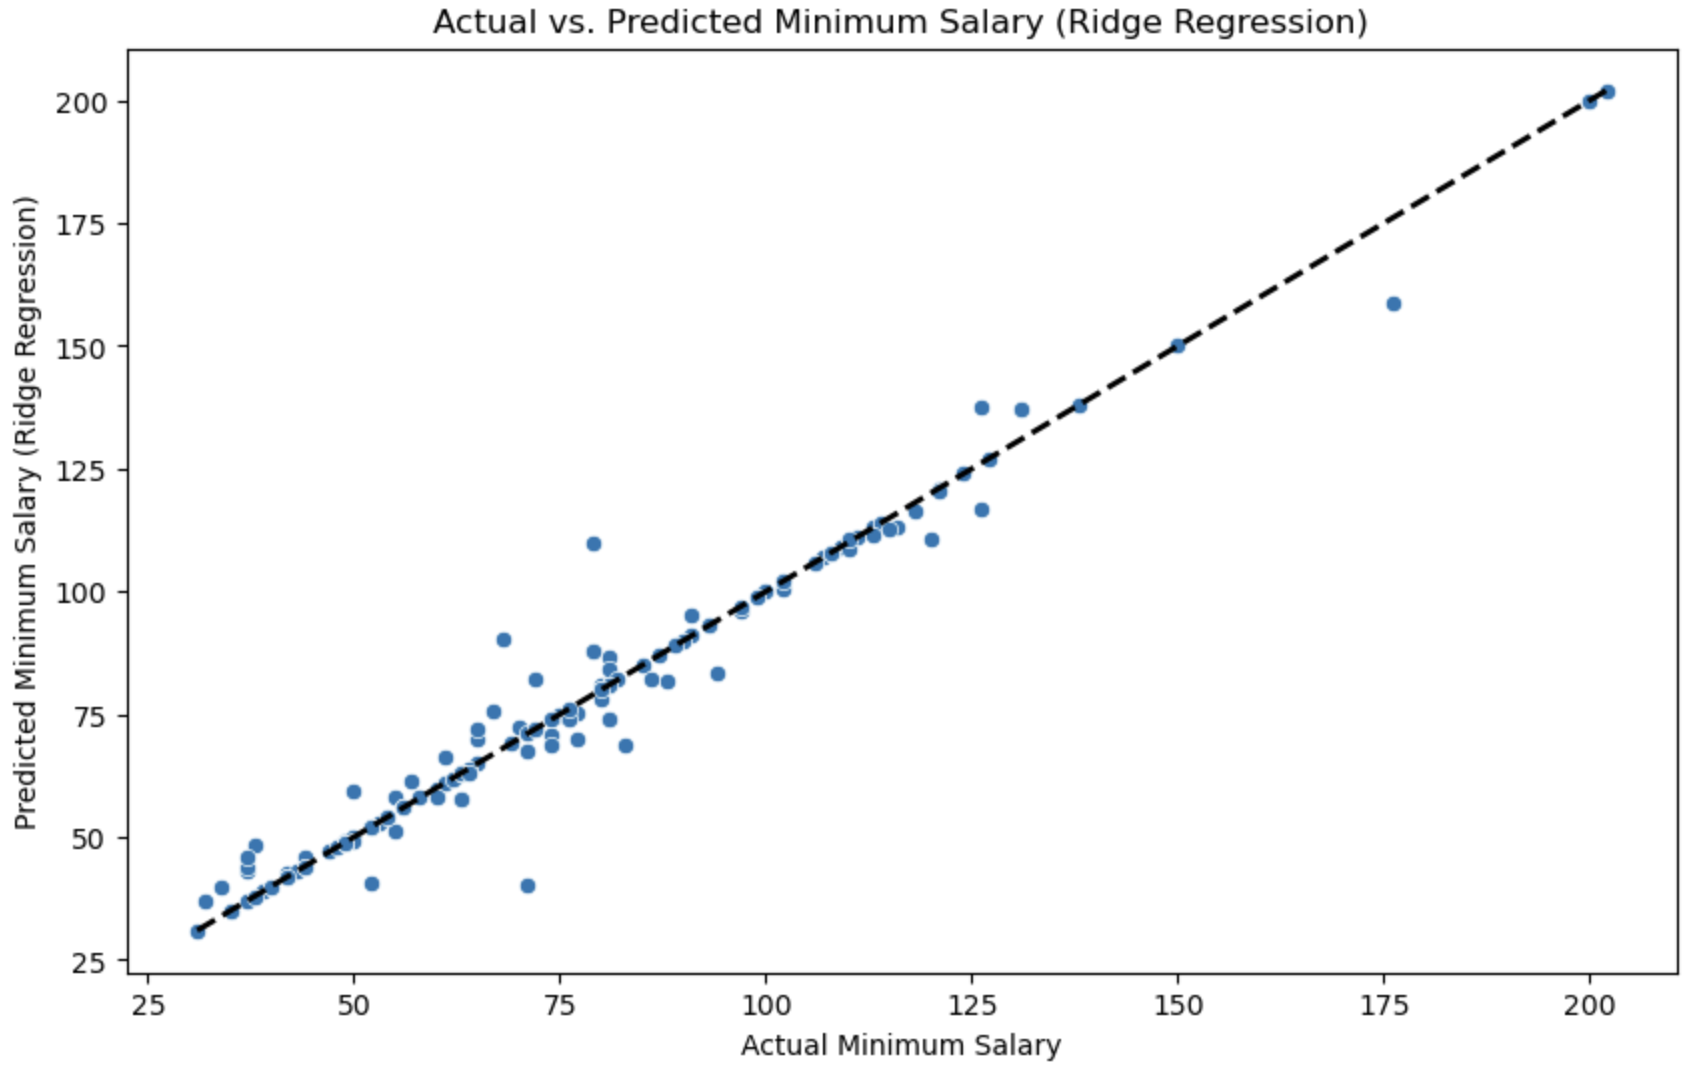 Actual vs. Predicted Minimum Salary (Ridge Regression)
Predicted Minimum Salary (Ridge Regression)
200
175
150
125
100
75
50
25
25 50 75 100 125 150 175 200
Actual Minimum Salary